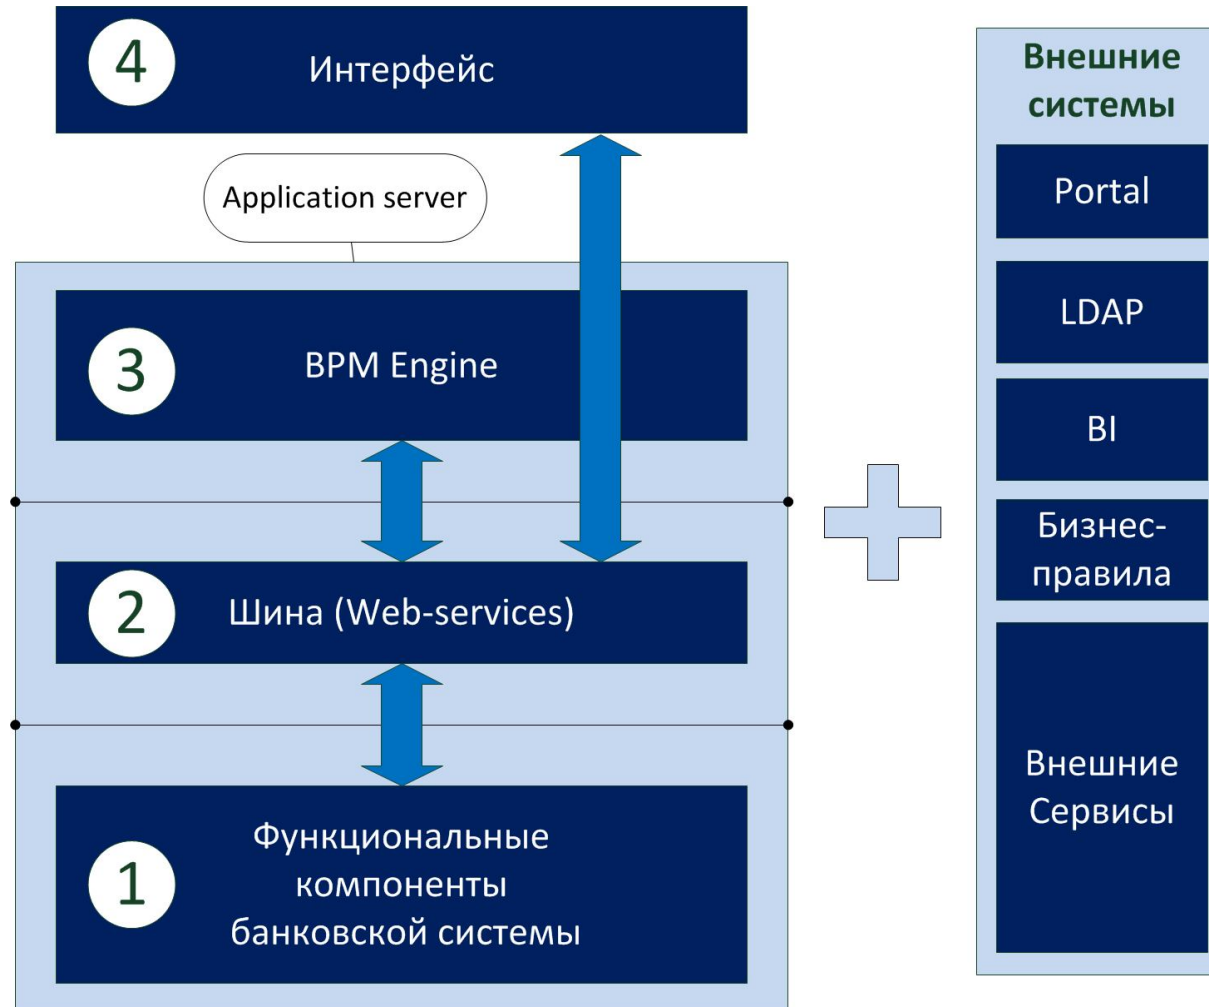 4
Интерфейс
Application server
3
BPM Engine
2
Шина (Web-services)
1
Функциональные
компоненты
банковской системы
Внешние
системы
Portal
LDAP
BI
Бизнес-
правила
Внешние
Сервисы